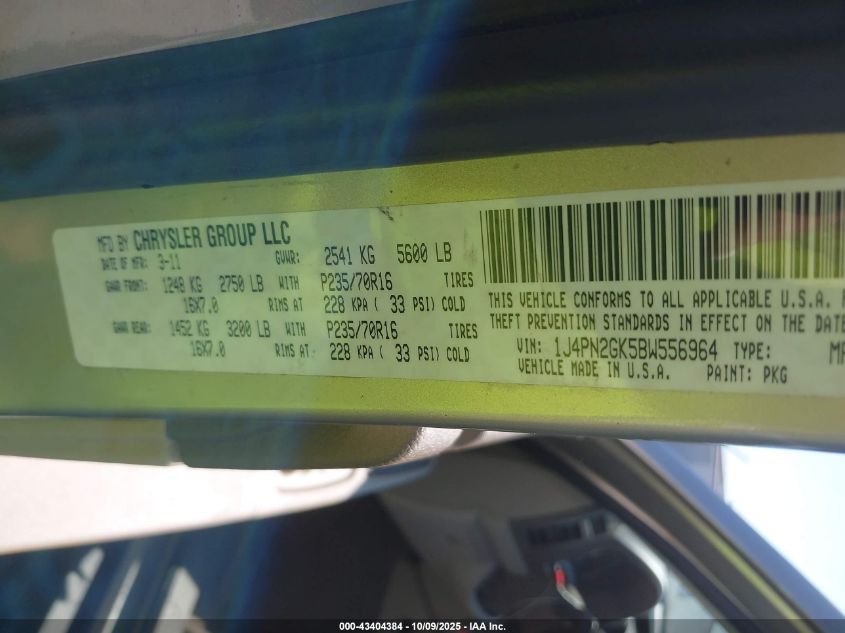 MFD BY CHRYSLER GROUP LLC
DATE OF MFR: 3-11 GVWR: 2541 KG 5600 LB
GAWR FRONT: 1248 KG 2750 LB WITH P235/70R16 TIRES
16X7.0 RIMS AT 228 KPA ( 33 PSI) COLD
GAWR REAR: 1452 KG 3200 LB WITH P235/70R16 TIRES
16X7.0 RIMS AT 228 KPA ( 33 PSI) COLD
THIS VEHICLE CONFORMS TO ALL APPLICABLE U.S.A.
THEFT PREVENTION STANDARDS IN EFFECT ON THE DATE
VIN: 1J4PN2GK5BW556964 TYPE:
VEHICLE MADE IN U.S.A. PAINT: PKG
000-43404384 - 10/09/2025 - IAA Inc.